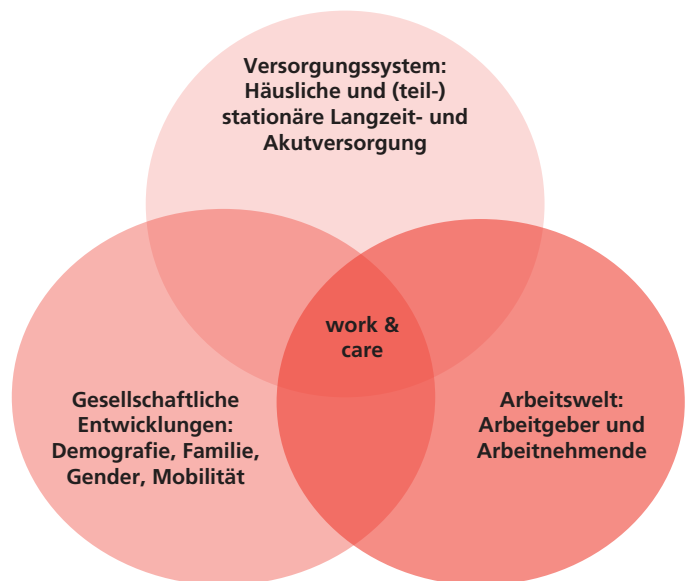 Versorgungssystem:
Häusliche und (teil-)
stationäre Langzeit- und
Akutversorgung
work &
care
Gesellschaftliche
Entwicklungen:
Demografie, Familie,
Gender, Mobilität
Arbeitswelt:
Arbeitgeber und
Arbeitnehmende